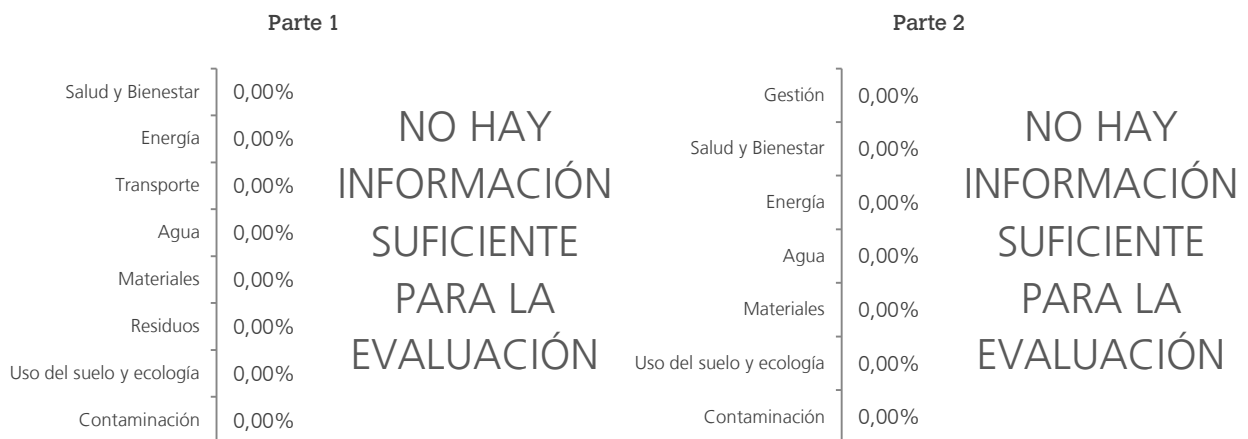 Parte 1
Salud y Bienestar 0,00%
Energía 0,00%
Transporte 0,00%
Agua 0,00%
Materiales 0,00%
Residuos 0,00%
Uso del suelo y ecología 0,00%
Contaminación 0,00%
NO HAY
INFORMACIÓN
SUFICIENTE
PARA LA
EVALUACIÓN
Parte 2
Gestión 0,00%
Salud y Bienestar 0,00%
Energía 0,00%
Agua 0,00%
Materiales 0,00%
Uso del suelo y ecología 0,00%
Contaminación 0,00%
NO HAY
INFORMACIÓN
SUFICIENTE
PARA LA
EVALUACIÓN